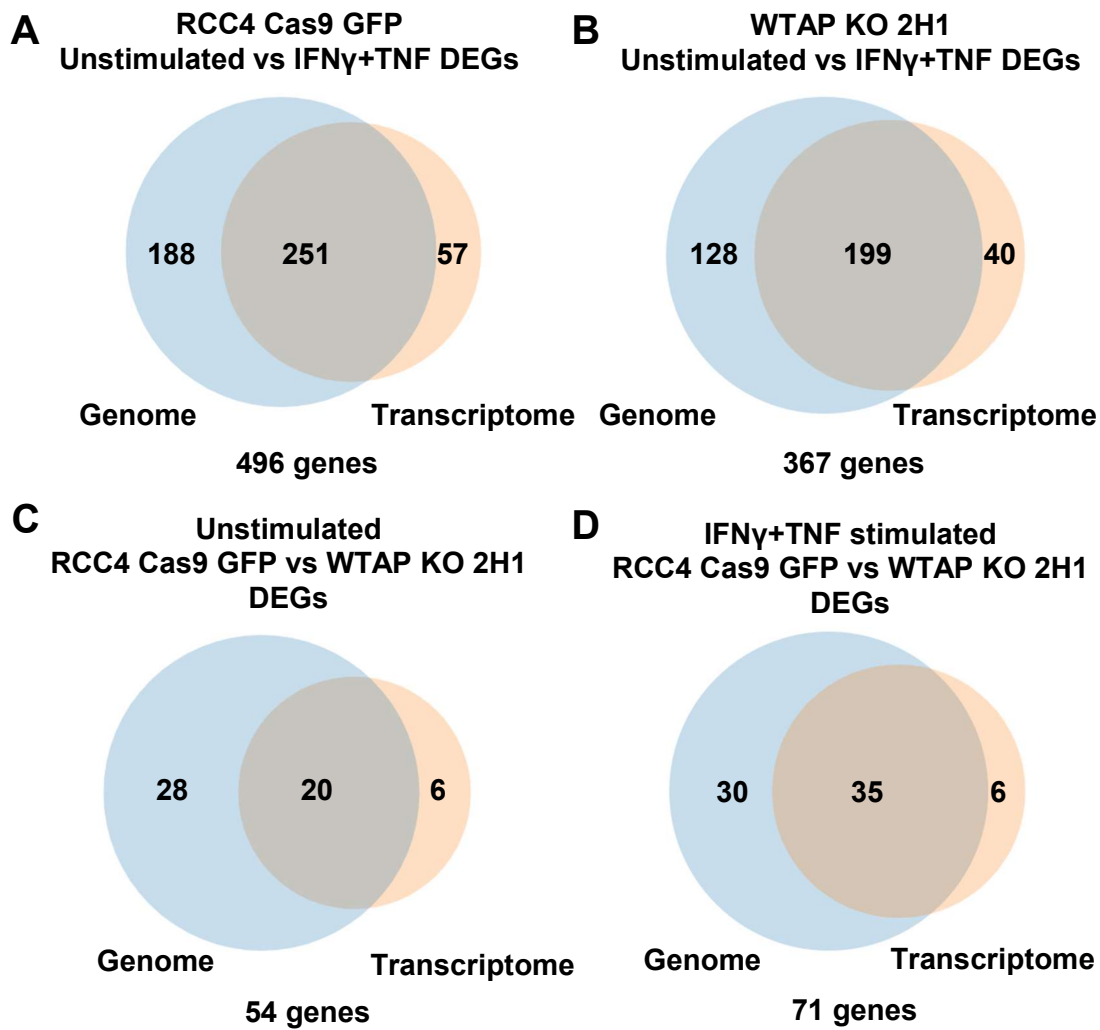 A
RCC4 Cas9 GFP
Unstimulated vs IFNγ+TNF DEGs
188
251
57
Genome
Transcriptome
496 genes
B
WTAP KO 2H1
Unstimulated vs IFNγ+TNF DEGs
128
199
40
Genome
Transcriptome
367 genes
C
Unstimulated
RCC4 Cas9 GFP vs WTAP KO 2H1
DEGs
28
20
6
Genome
Transcriptome
54 genes
D
IFNγ+TNF stimulated
RCC4 Cas9 GFP vs WTAP KO 2H1
DEGs
30
35
6
Genome
Transcriptome
71 genes